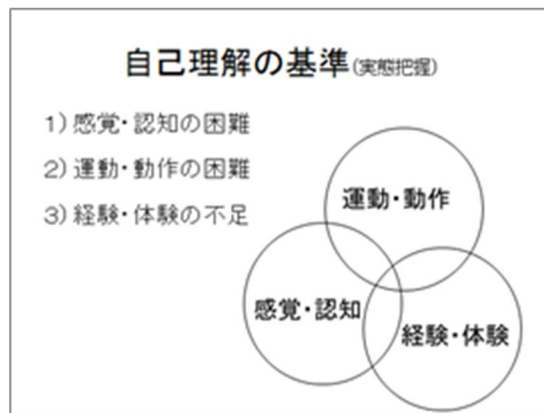 自己理解の基準(実態把握)
1)感覚・認知の困難
2)運動・動作の困難
3)経験・体験の不足
運動・動作
感覚・認知
経験・体験